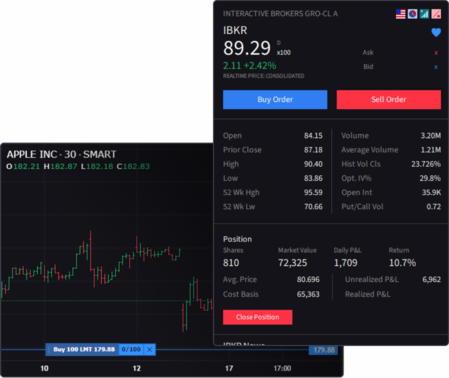 INTERACTIVE BROKERS GRO-CL A
IBKR
89.29 D x100
2.11 +2.42%
REALTIME PRICE: CONSOLIDATED
Ask x
Bid x
Buy Order Sell Order
Open 84.15 Volume 3.20M
Prior Close 87.18 Average Volume 1.21M
High 90.40 Hist Vol Cls 23.726%
Low 83.86 Opt. IV% 29.8%
52 Wk Hgh 95.59 Open Int 35.9K
52 Wk Lw 70.66 Put/Call Vol 0.72
Position
Shares Market Value Daily P&L Return
810 72,325 1,709 10.7%
Avg. Price 80.696 Unrealized P&L 6,962
Cost Basis 65,363 Realized P&L
Close Position
IBKR News
APPLE INC · 30 · SMART
O182.21 H182.87 L182.18 C182.83
Buy 100 LMT 179.88 0/100 ×
179.88
10 12 17 17:00